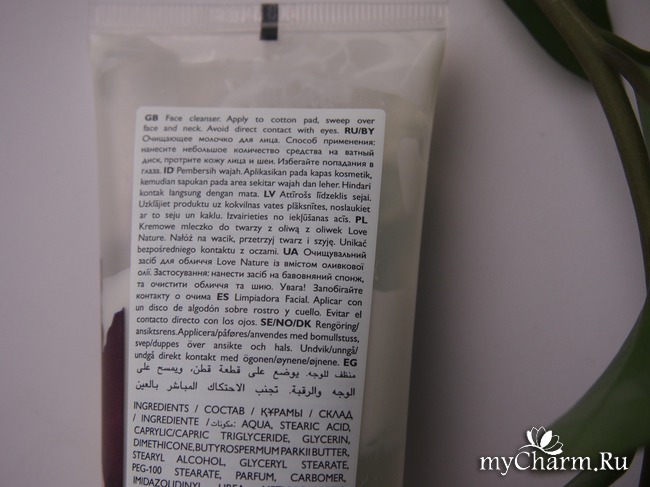 GB Face cleanser. Apply to cotton pad, sweep over
face and neck. Avoid direct contact with eyes. RU/BY
Очищающее молочко для лица. Способ применения:
нанесите небольшое количество средства на ватный
диск, протрите кожу лица и шеи. Избегайте попадания в
глаза. ID Pembersih wajah. Aplikasikan pada kapas kosmetik,
kemudian sapukan pada area sekitar wajah dan leher. Hindari
kontak langsung dengan mata. LV Attīrošs līdzeklis sejai.
Uzklājiet produktu uz kokvilnas vates plāksnītes, noslaukiet
ar to seju un kaklu. Izvairieties no iekļūšanas acīs. PL
Kremowe mleczko do twarzy z oliwą z oliwek Love
Nature. Nałóż na wacik, przetrzyj twarz i szyję. Unikać
bezpośredniego kontaktu z oczami. UA Очищувальний
засіб для обличчя Love Nature із вмістом оливкової
олії. Застосування: нанести засіб на бавовняний спонж,
та очистити обличчя та шию. Увага! Запобігати
контакту о очима ES Limpiadora Facial. Aplicar con
un disco de algodón sobre rostro y cuello. Evitar el
contacto directo con los ojos. SE/NO/DK Rengöring/
ansiktsrens. Applicera/påføres/anvendes med bomullstuss,
svep/duppes över ansikte och hals. Undvik/unngå/
undgå direkt kontakt med ögonen/øynene/øjnene. EG
منظف للوجه. يوضع على قطعة قطن، ويمسح على
الوجه والرقبة. تجنب الاحتكاك المباشر بالعين
INGREDIENTS / СОСТАВ / ҚҰРАМЫ / СКЛАД
/ INGREDIENTE / مكونات: AQUA, STEARIC ACID,
CAPRYLIC/CAPRIC TRIGLYCERIDE, GLYCERIN,
DIMETHICONE, BUTYROSPERMUM PARKII BUTTER,
STEARYL ALCOHOL, GLYCERYL STEARATE,
PEG-100 STEARATE, PARFUM, CARBOMER,
IMIDAZOLIDINYL UREA
myCharm.Ru